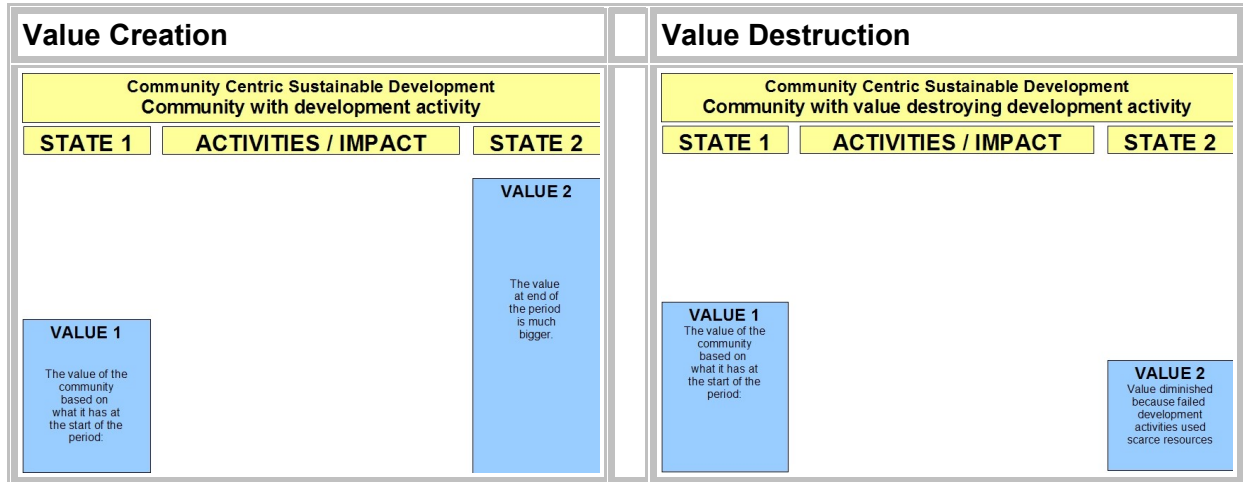 Value Creation
Community Centric Sustainable Development
Community with development activity
STATE 1
ACTIVITIES / IMPACT
STATE 2
VALUE 1
The value of the
community
based on
what it has at
the start of the
period:
VALUE 2
The value
at end of
the period
is much
bigger.
Value Destruction
Community Centric Sustainable Development
Community with value destroying development activity
STATE 1
ACTIVITIES / IMPACT
STATE 2
VALUE 1
The value of the
community
based on
what it has at
the start of the
period:
VALUE 2
Value diminished
because failed
development
activities used
scarce resources